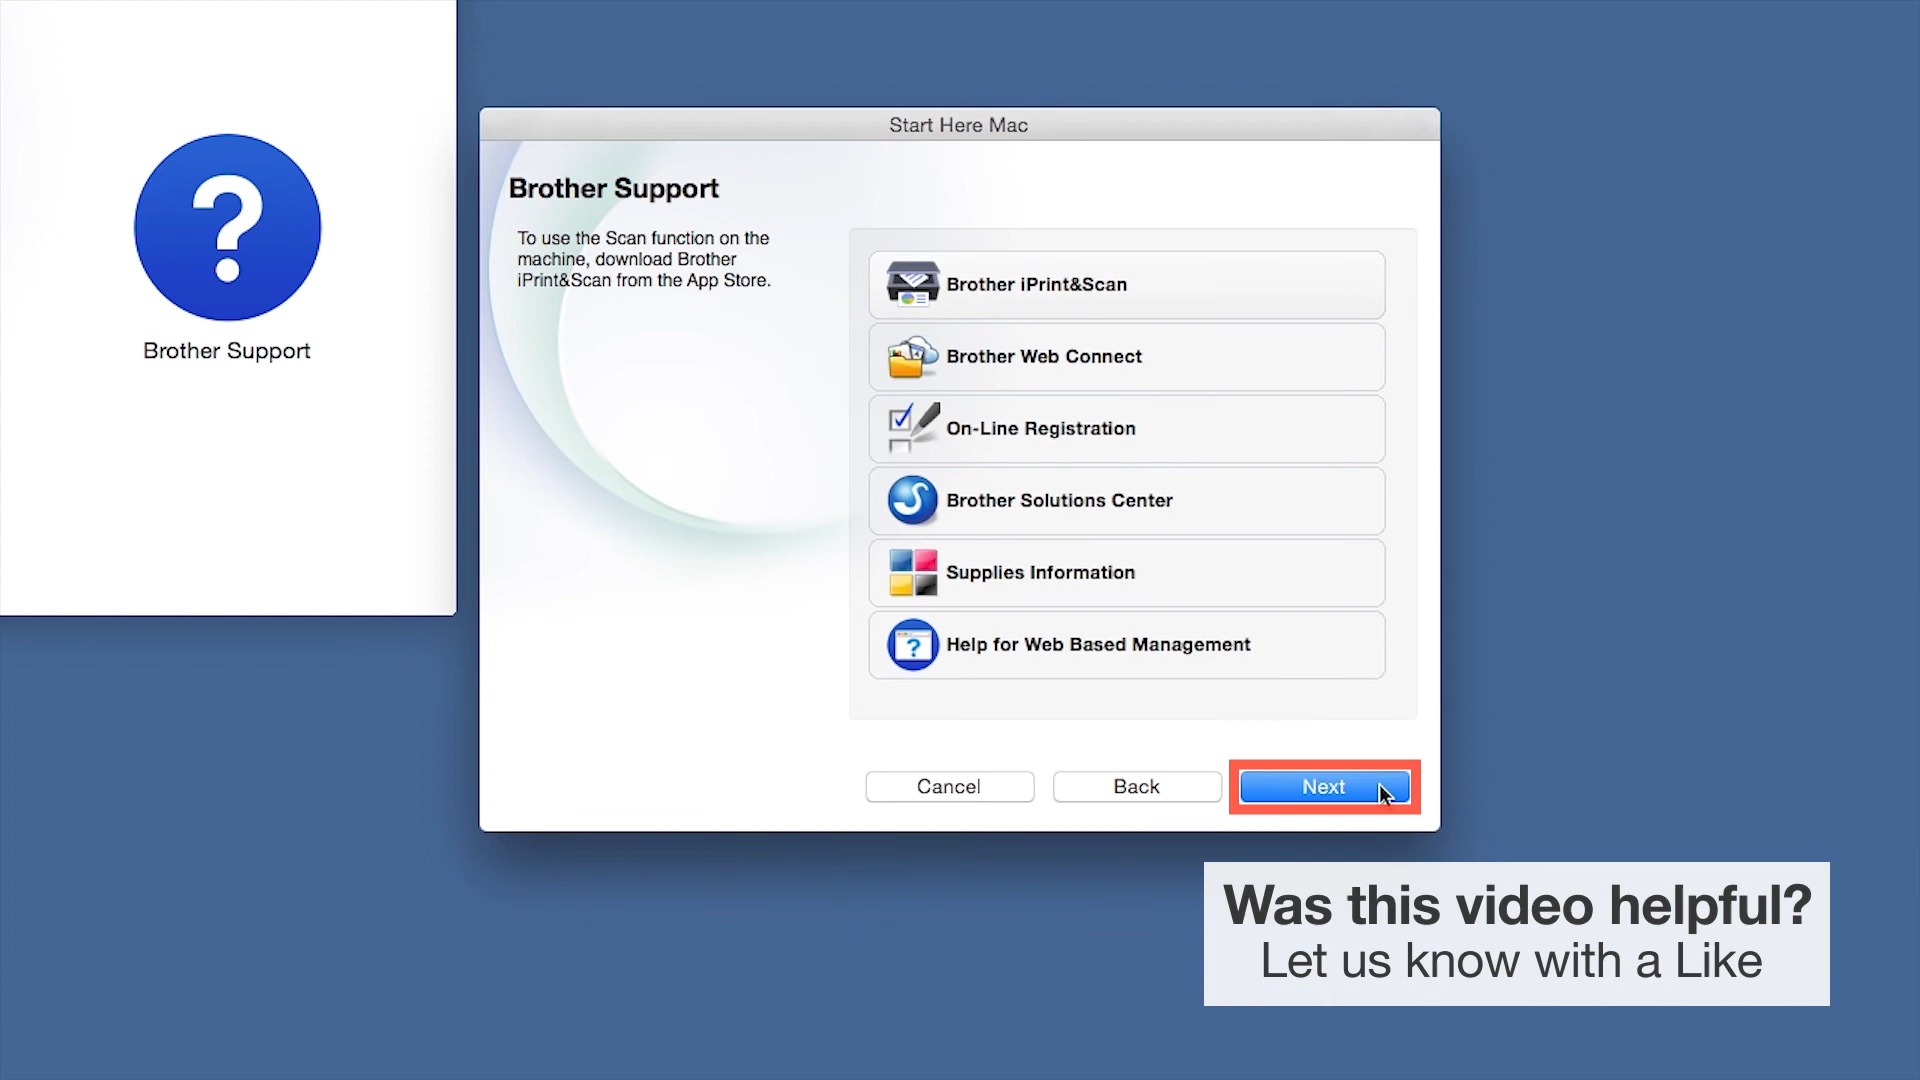 Brother Support
Start Here Mac
Brother Support
To use the Scan function on the
machine, download Brother
iPrint&Scan from the App Store.
Brother iPrint&Scan
Brother Web Connect
On-Line Registration
Brother Solutions Center
Supplies Information
Help for Web Based Management
Cancel
Back
Next
Was this video helpful?
Let us know with a Like